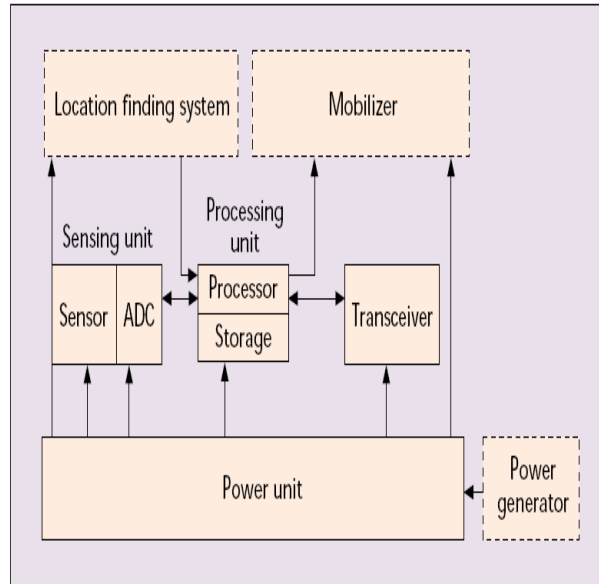 Location finding system
Mobilizer
Sensing unit
Processing
unit
Sensor
ADC
Processor
Storage
Transceiver
Power unit
Power
generator